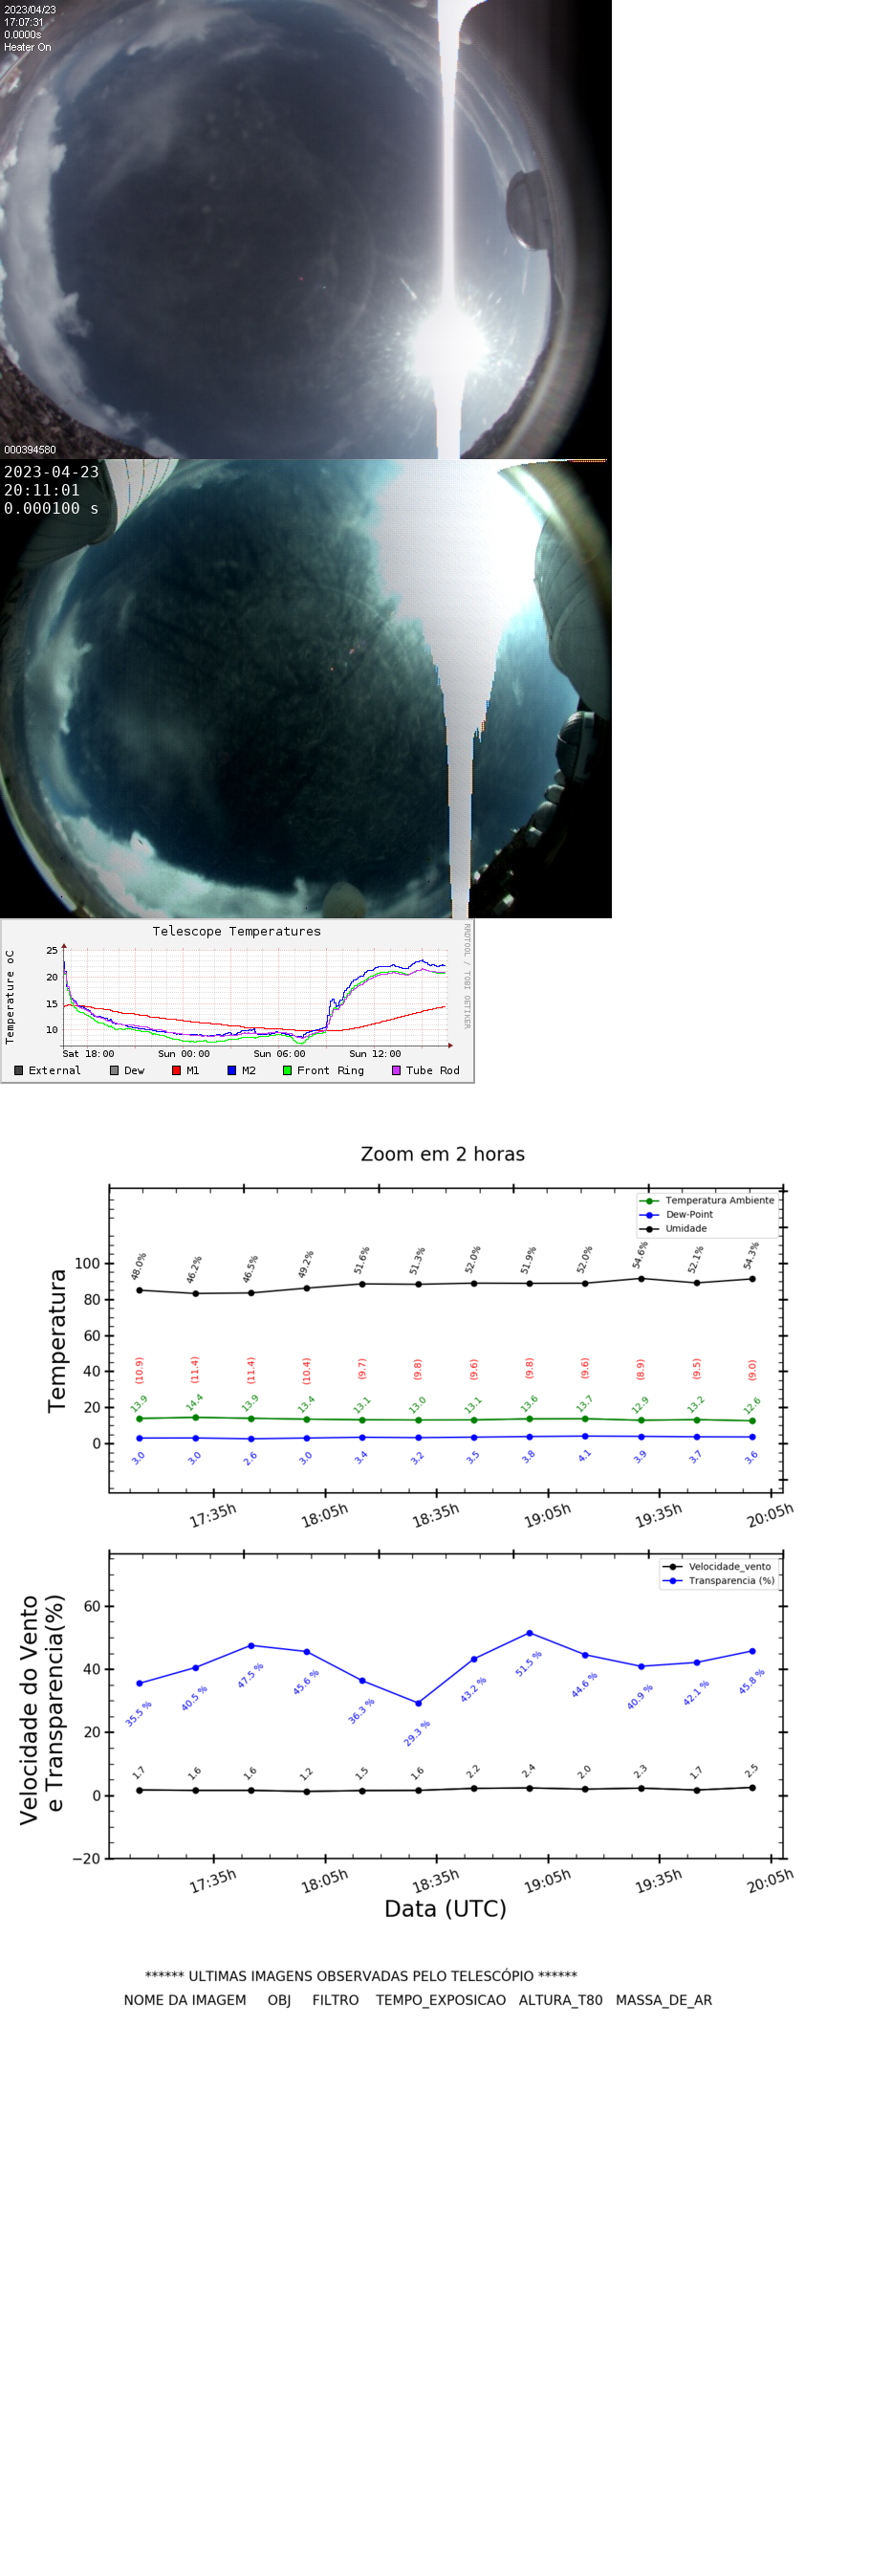 2023/04/23
17:07:31
0.0000s
Heater On
000394580
2023-04-23
20:11:01
0.000100 s
Telescope Temperatures
RRDTOOL / TOBI OETIKER
Temperature oC
25
20
15
10
Sat 18:00 Sun 00:00 Sun 06:00 Sun 12:00
External Dew M1 M2 Front Ring Tube Rod
Zoom em 2 horas
Temperatura Ambiente
Dew-Point
Umidade
Temperatura
100
80
60
40
20
0
48.0% 46.2% 46.5% 49.2% 51.6% 51.3% 52.0% 51.9% 52.0% 54.6% 52.1% 54.3%
(10.9) (11.4) (11.4) (10.4) (9.7) (9.8) (9.6) (9.8) (9.6) (8.9) (9.5) (9.0)
13.9 14.4 13.9 13.4 13.1 13.0 13.1 13.6 13.7 12.9 13.2 12.6
3.0 3.0 2.6 3.0 3.4 3.2 3.5 3.8 4.1 3.9 3.7 3.6
17:35h 18:05h 18:35h 19:05h 19:35h 20:05h
Velocidade_vento
Transparencia (%)
Velocidade do Vento
e Transparencia(%)
60
40
20
0
−20
35.5 % 40.5 % 47.5 % 45.6 % 36.3 % 29.3 % 43.2 % 51.5 % 44.6 % 40.9 % 42.1 % 45.8 %
1.7 1.6 1.6 1.2 1.5 1.6 2.2 2.4 2.0 2.3 1.7 2.5
17:35h 18:05h 18:35h 19:05h 19:35h 20:05h
Data (UTC)
****** ULTIMAS IMAGENS OBSERVADAS PELO TELESCÓPIO ******
NOME DA IMAGEM OBJ FILTRO TEMPO_EXPOSICAO ALTURA_T80 MASSA_DE_AR